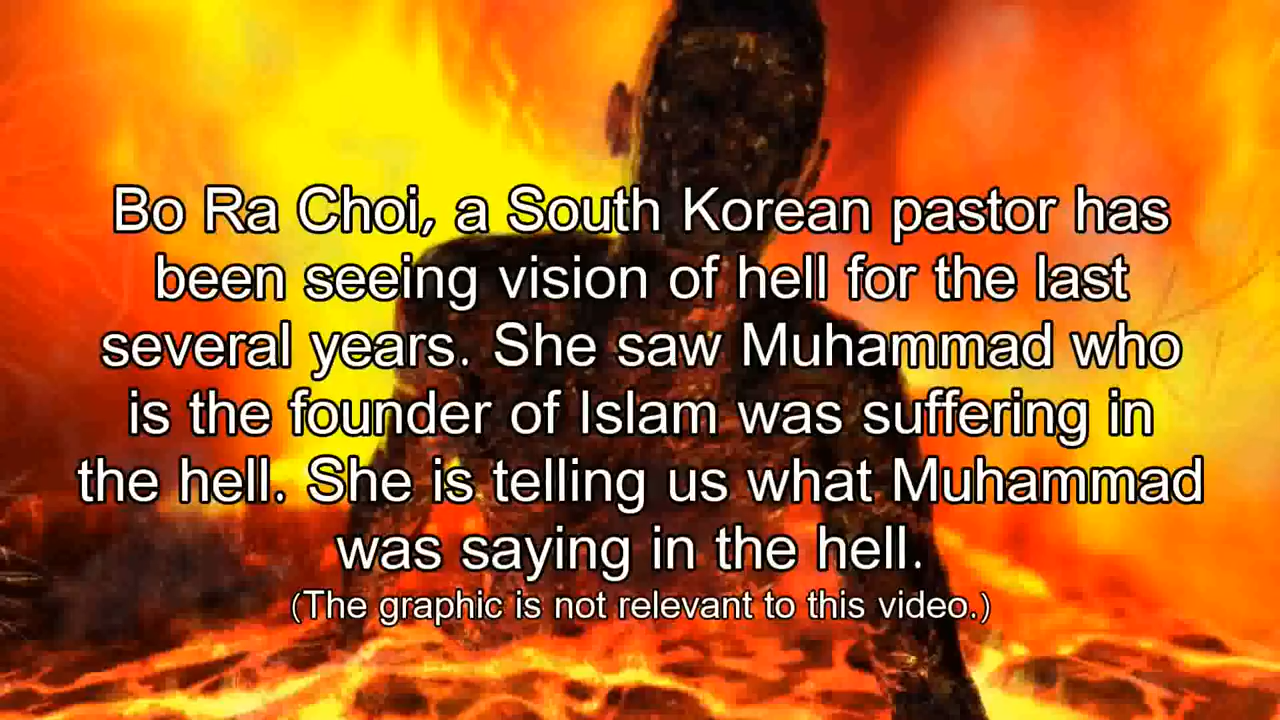 Bo Ra Choi, a South Korean pastor has
been seeing vision of hell for the last
several years. She saw Muhammad who
is the founder of Islam was suffering in
the hell. She is telling us what Muhammad
was saying in the hell.
(The graphic is not relevant to this video.)